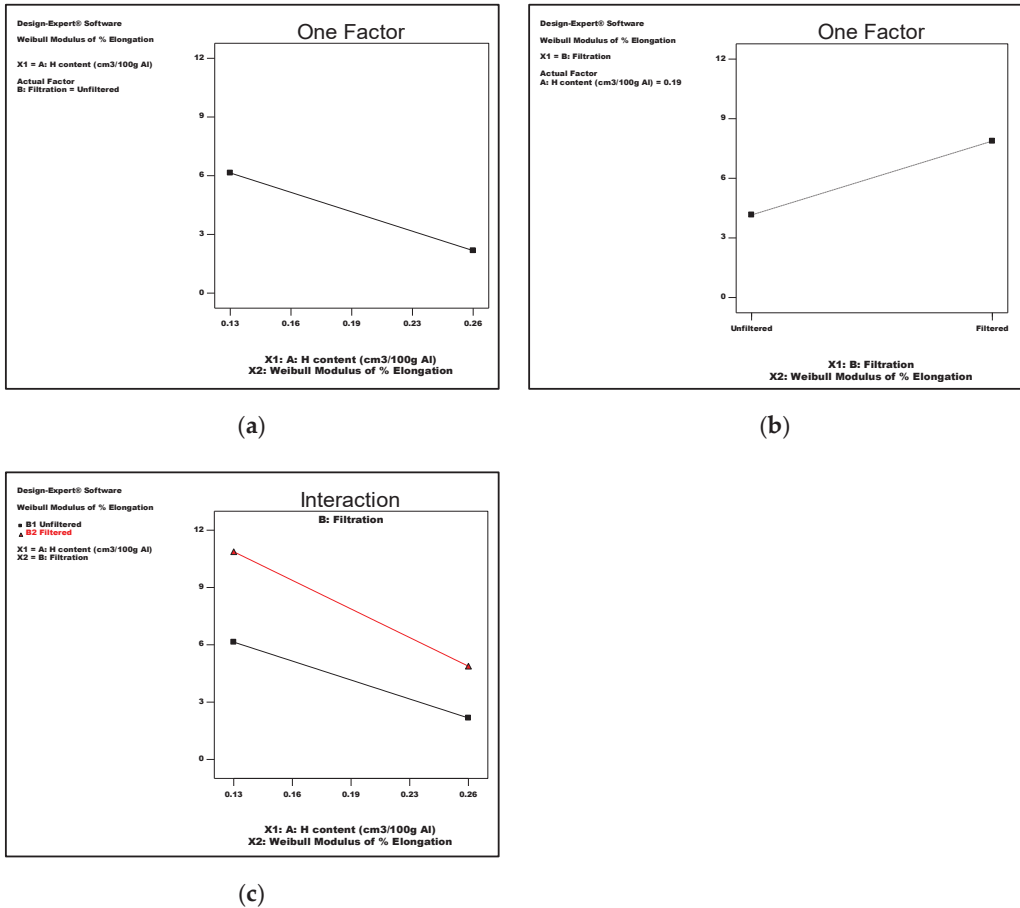 Design-Expert® Software
Weibull Modulus of % Elongation
X1 = A: H content (cm3/100g Al)
Actual Factor
B: Filtration = Unfiltered
One Factor
12
9
6
3
0
0.13 0.16 0.19 0.23 0.26
X1: A: H content (cm3/100g Al)
X2: Weibull Modulus of % Elongation
(a)
Design-Expert® Software
Weibull Modulus of % Elongation
X1 = B: Filtration
Actual Factor
A: H content (cm3/100g Al) = 0.19
One Factor
12
9
6
3
0
Unfiltered Filtered
X1: B: Filtration
X2: Weibull Modulus of % Elongation
(b)
Design-Expert® Software
Weibull Modulus of % Elongation
B1 Unfiltered
B2 Filtered
X1 = A: H content (cm3/100g Al)
X2 = B: Filtration
Interaction
B: Filtration
12
9
6
3
0
0.13 0.16 0.19 0.23 0.26
X1: A: H content (cm3/100g Al)
X2: Weibull Modulus of % Elongation
(c)